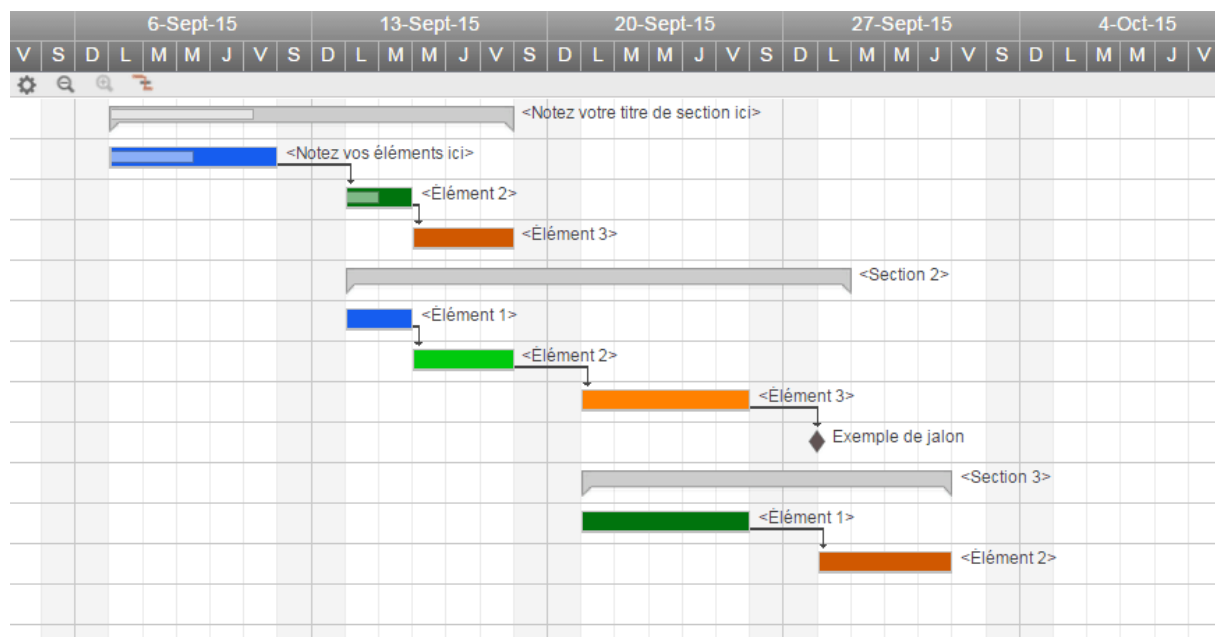 6-Sept-15 13-Sept-15 20-Sept-15 27-Sept-15 4-Oct-15
V S D L M M J V S D L M M J V S D L M M J V S D L M M J V S D L M M J V
<Notez votre titre de section ici>
<Notez vos éléments ici>
<Élément 2>
<Élément 3>
<Section 2>
<Élément 1>
<Élément 2>
<Élément 3>
Exemple de jalon
<Section 3>
<Élément 1>
<Élément 2>